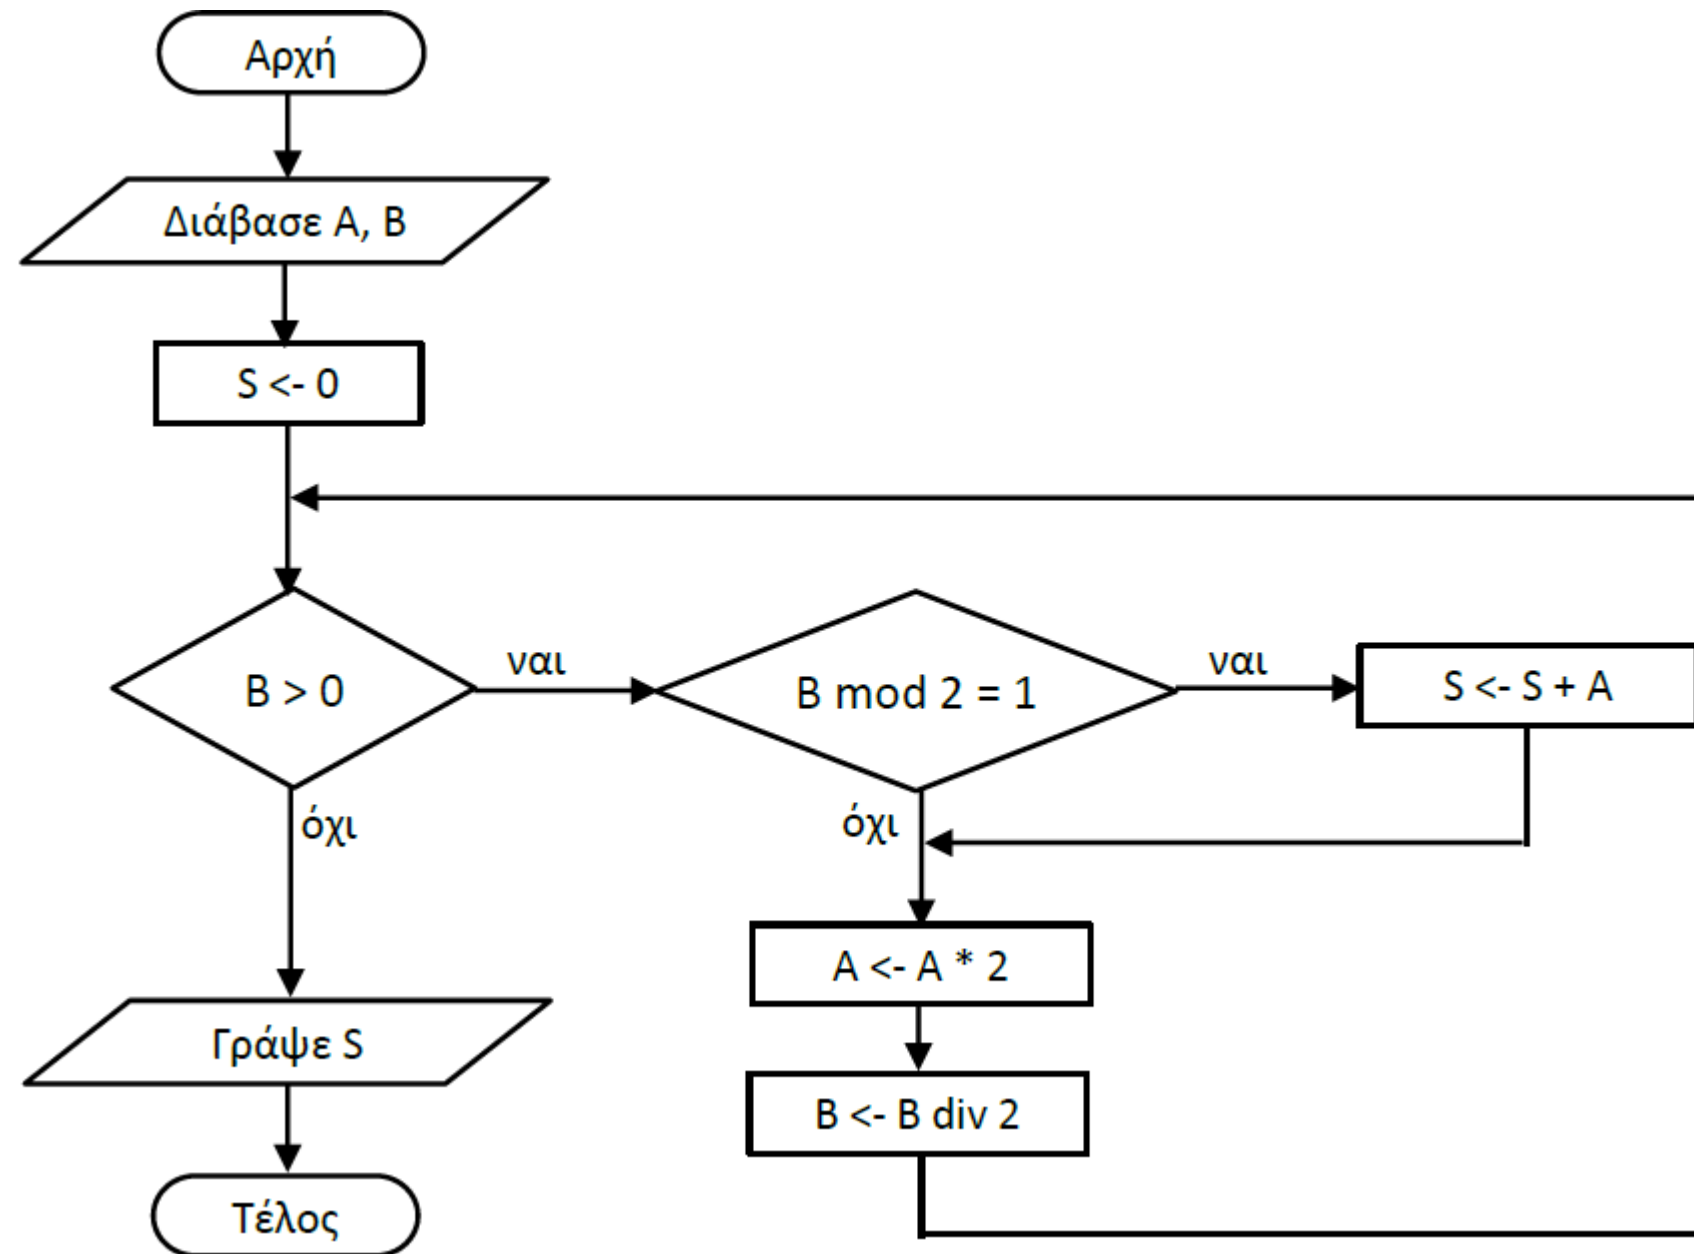 Αρχή
Διάβασε Α, Β
S <- 0
B > 0
ναι
B mod 2 = 1
ναι
S <- S + A
όχι
όχι
A <- A * 2
Γράψε S
B <- B div 2
Τέλος